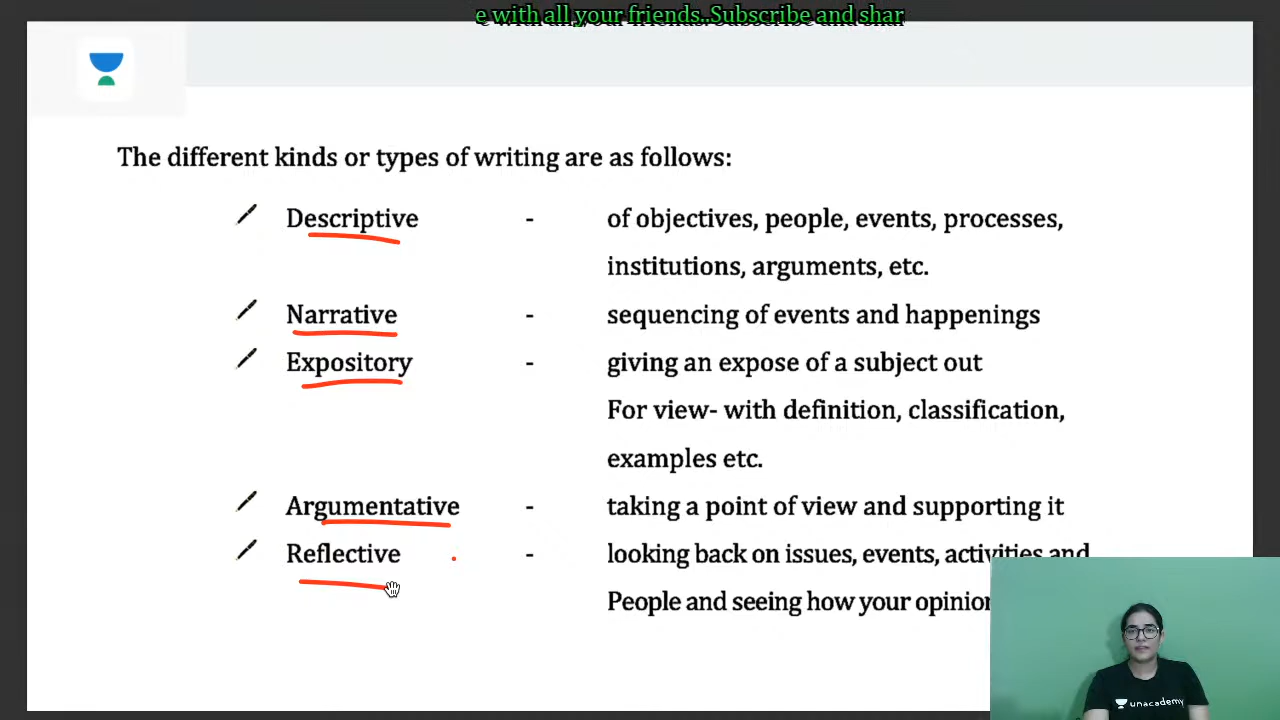 e with all your friends..Subscribe and shar
The different kinds or types of writing are as follows:
Descriptive - of objectives, people, events, processes,
institutions, arguments, etc.
Narrative - sequencing of events and happenings
Expository - giving an expose of a subject out
For view- with definition, classification,
examples etc.
Argumentative - taking a point of view and supporting it
Reflective - looking back on issues, events, activities and
People and seeing how your opinion
unacademy